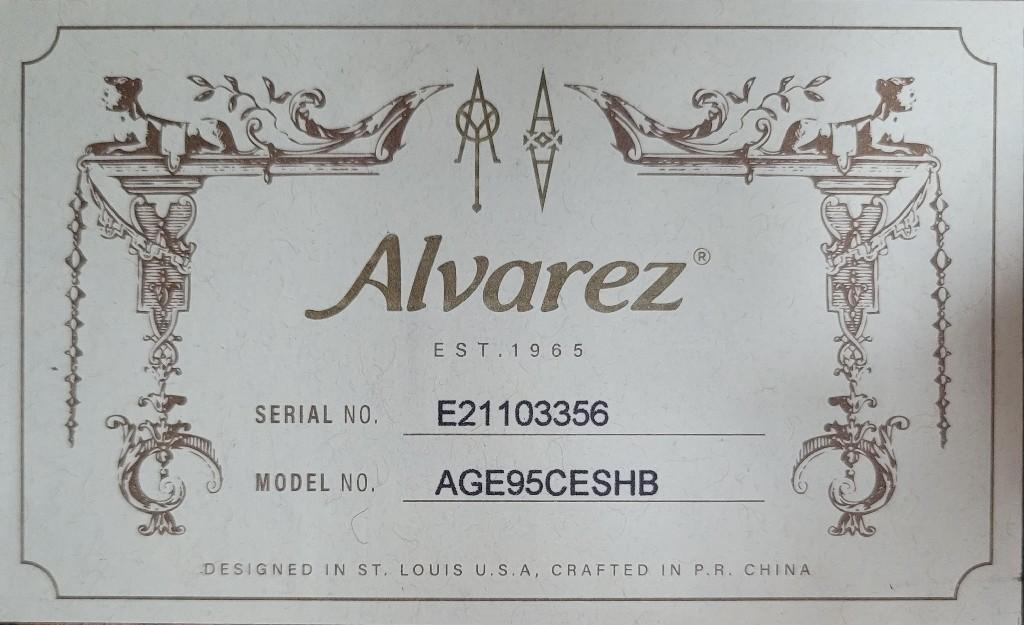 Alvarez®
EST.1965
SERIAL NO. E21103356
MODEL NO. AGE95CESHB
DESIGNED IN ST. LOUIS U.S.A, CRAFTED IN P.R. CHINA